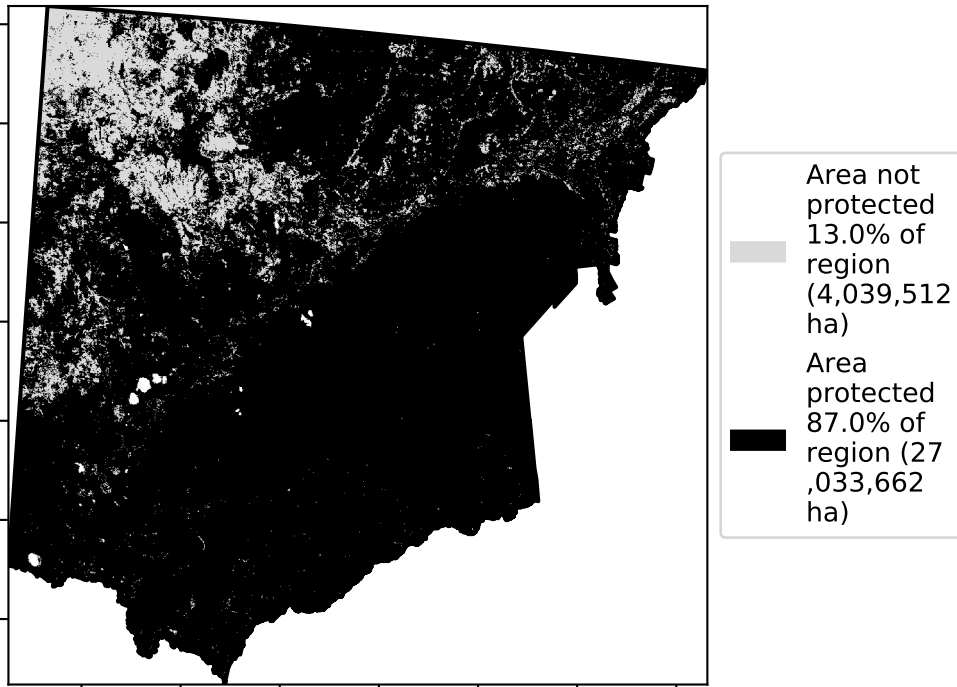 Area not
protected
13.0% of
region
(4,039,512
ha)
Area
protected
87.0% of
region (27
,033,662
ha)